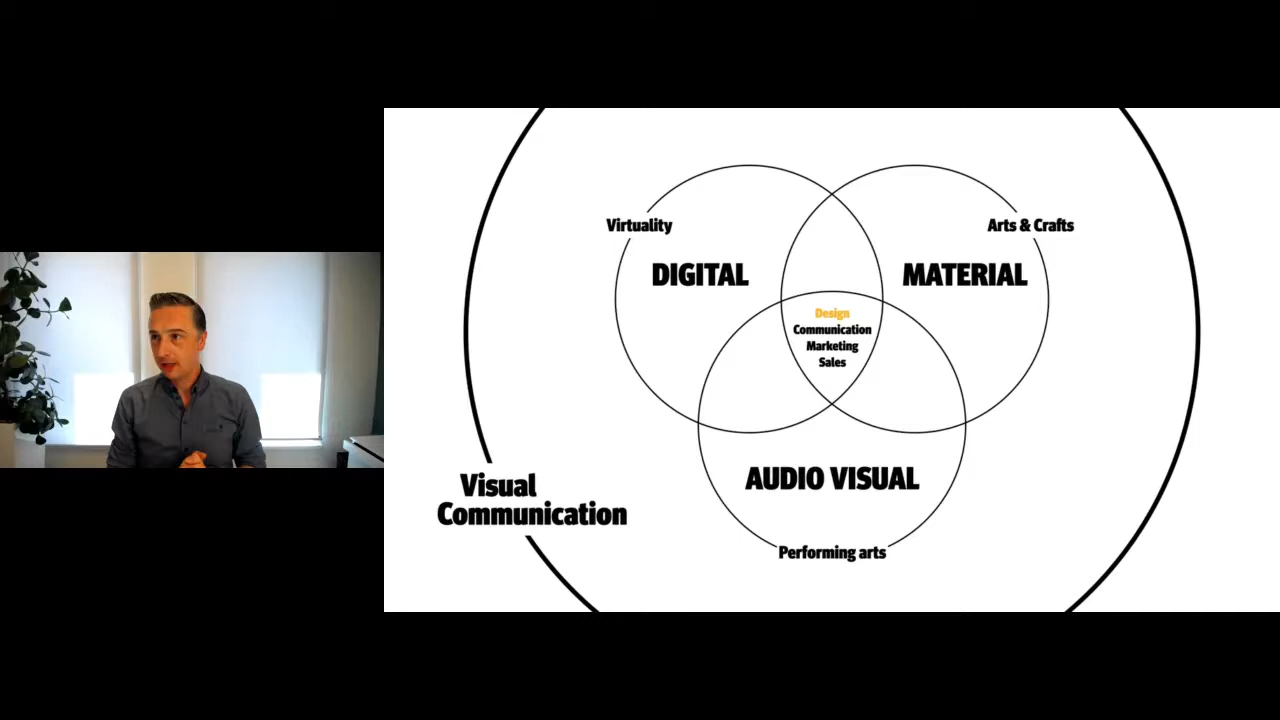 Virtuality
Arts & Crafts
DIGITAL
MATERIAL
Design
Communication
Marketing
Sales
AUDIO VISUAL
Visual
Communication
Performing arts